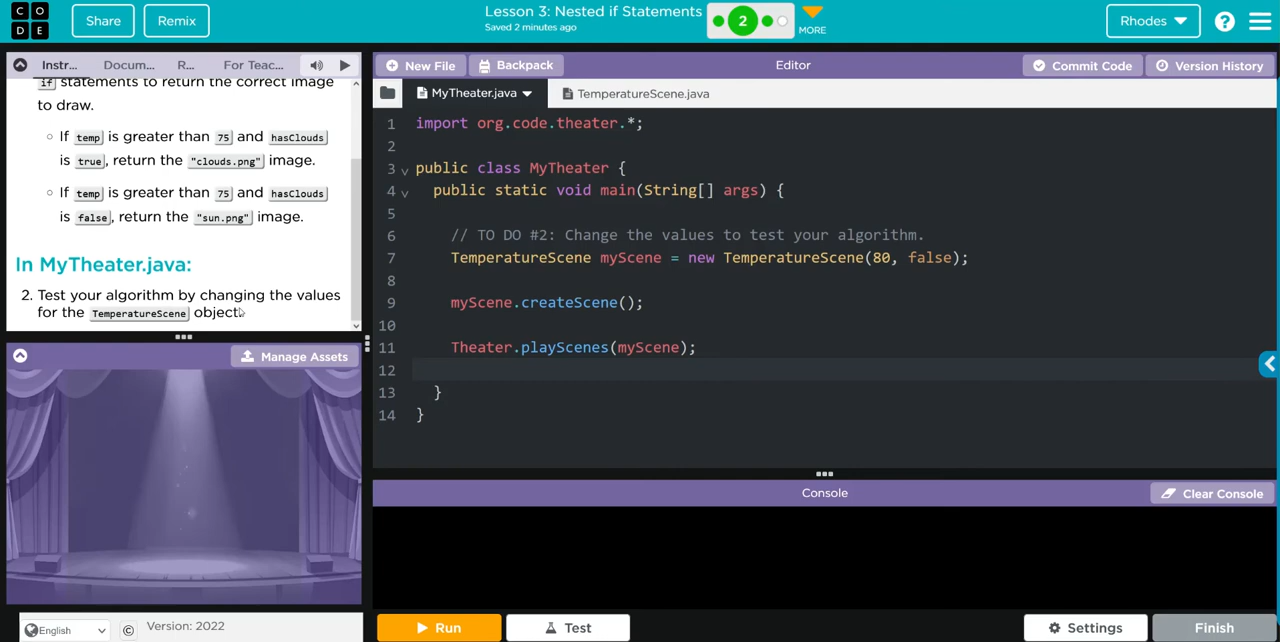 C O
D E
Share
Remix
Lesson 3: Nested if Statements
Saved 2 minutes ago
2
MORE
Rhodes
?
Instr...
Docum...
R...
For Teac...
New File
Backpack
Editor
Commit Code
Version History
MyTheater.java
TemperatureScene.java
if statements to return the correct image
to draw.
If temp is greater than 75 and hasClouds
is true, return the "clouds.png" image.
If temp is greater than 75 and hasClouds
is false, return the "sun.png" image.
In MyTheater.java:
2. Test your algorithm by changing the values
for the TemperatureScene object.
Manage Assets
1 import org.code.theater.*;
2
3 public class MyTheater {
4 public static void main(String[] args) {
5
6 // TO DO #2: Change the values to test your algorithm.
7 TemperatureScene myScene = new TemperatureScene(80, false);
8
9 myScene.createScene();
10
11 Theater.playScenes(myScene);
12
13 }
14 }
Console
Clear Console
English
©
Version: 2022
Run
Test
Settings
Finish